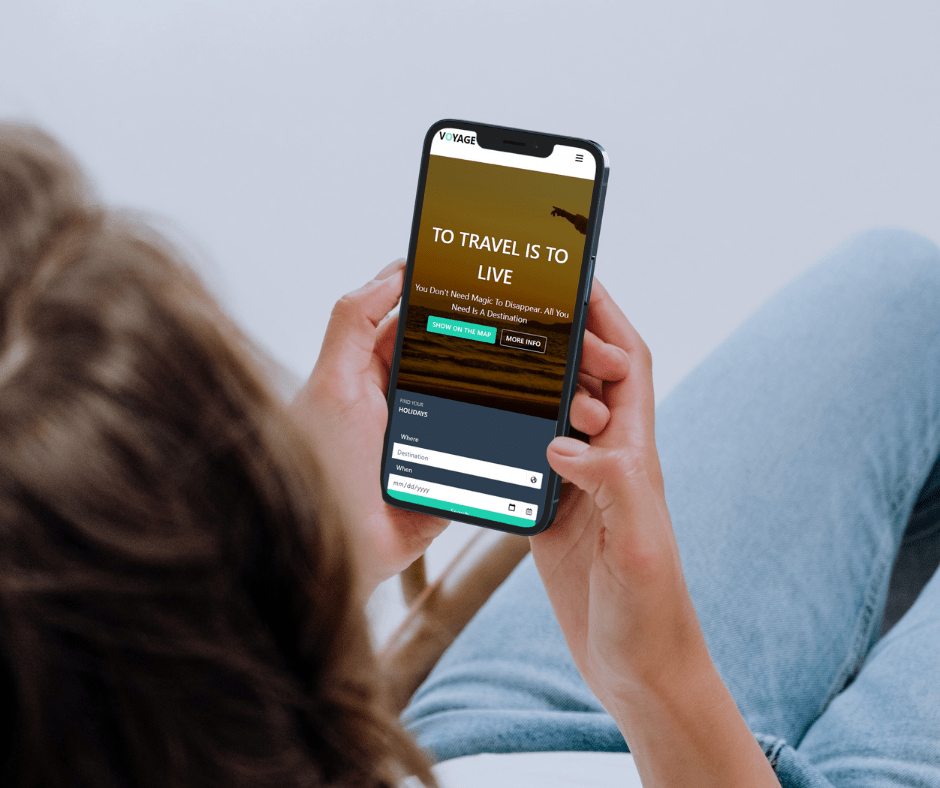 VOYAGE
TO TRAVEL IS TO
LIVE
You Don't Need Magic To Disappear. All You
Need Is A Destination
SHOW ON THE MAP
MORE INFO
FIND YOUR
HOLIDAYS
Where
Destination
When
mm/dd/yyyy